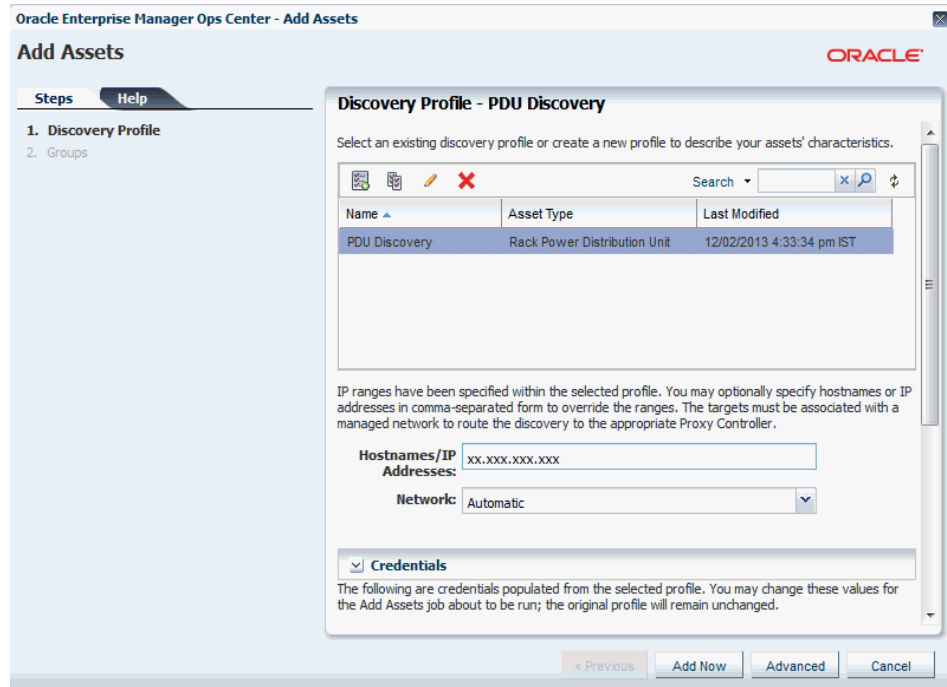 Oracle Enterprise Manager Ops Center - Add Assets
Add Assets
ORACLE
Steps
Help
1. Discovery Profile
2. Groups
Discovery Profile - PDU Discovery
Select an existing discovery profile or create a new profile to describe your assets' characteristics.
Search
Name Asset Type Last Modified
PDU Discovery Rack Power Distribution Unit 12/02/2013 4:33:34 pm IST
IP ranges have been specified within the selected profile. You may optionally specify hostnames or IP
addresses in comma-separated form to override the ranges. The targets must be associated with a
managed network to route the discovery to the appropriate Proxy Controller.
Hostnames/IP
Addresses: xx.xxx.xxx.xxx
Network: Automatic
Credentials
The following are credentials populated from the selected profile. You may change these values for
the Add Assets job about to be run; the original profile will remain unchanged.
< Previous Add Now Advanced Cancel